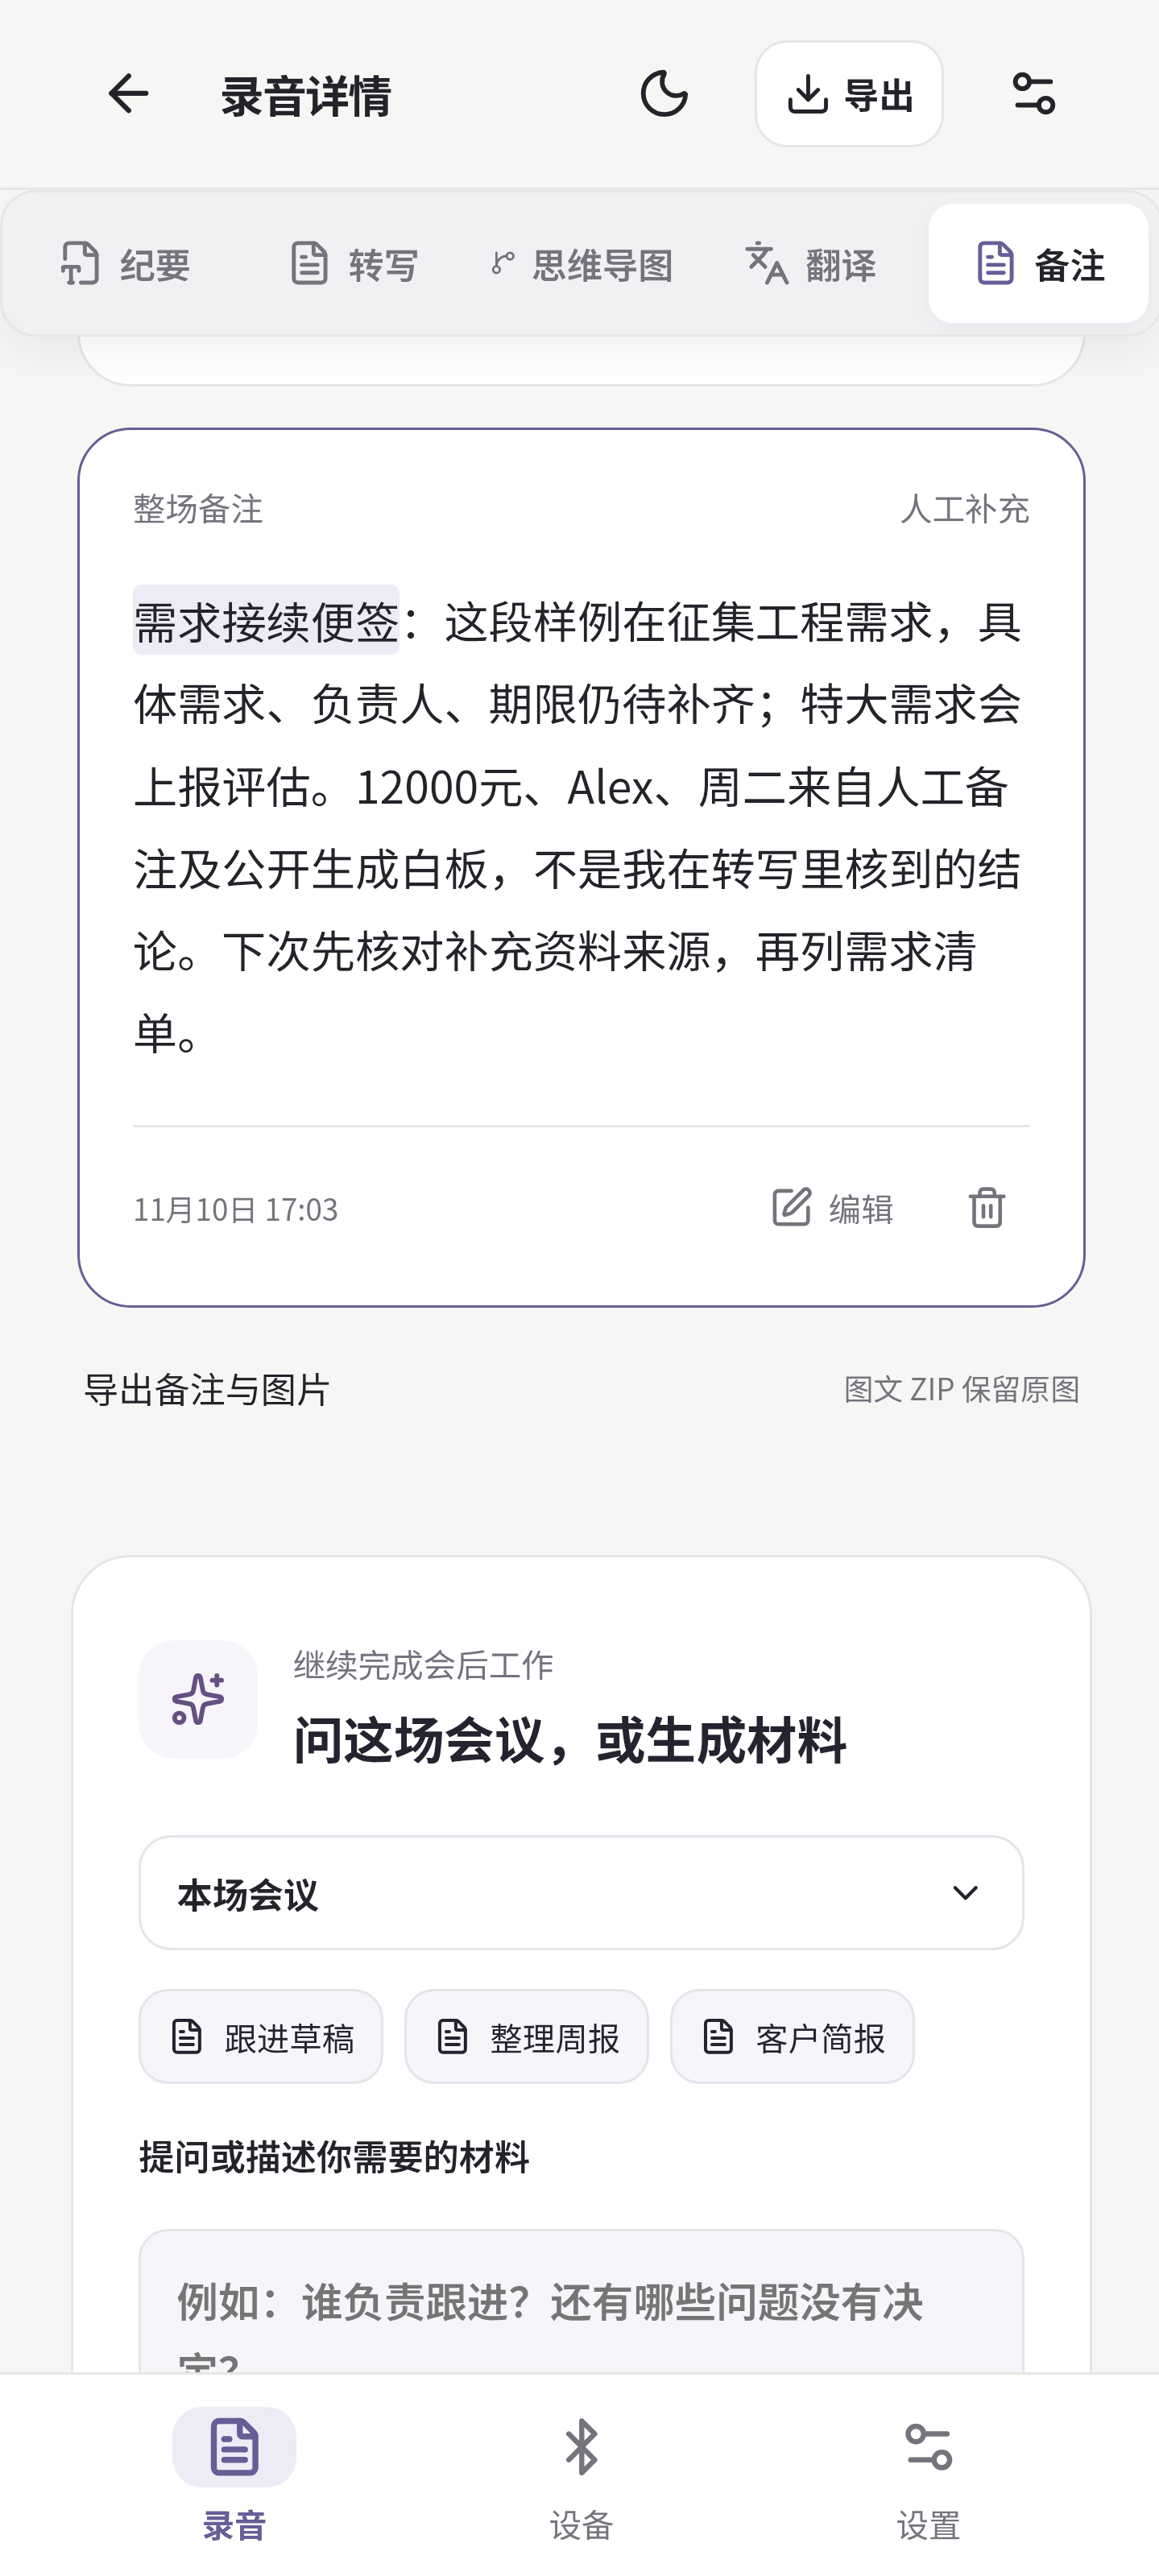 录音详情
导出
纪要
转写
思维导图
翻译
备注
整场备注
人工补充
需求接续便签：这段样例在征集工程需求，具
体需求、负责人、期限仍待补齐；特大需求会
上报评估。12000元、Alex、周二来自人工备
注及公开生成白板，不是我在转写里核到的结
论。下次先核对补充资料来源，再列需求清
单。
11月10日 17:03
编辑
导出备注与图片
图文 ZIP 保留原图
继续完成会后工作
问这场会议，或生成材料
本场会议
跟进草稿
整理周报
客户简报
提问或描述你需要的材料
例如：谁负责跟进？还有哪些问题没有决
定？
录音
设备
设置